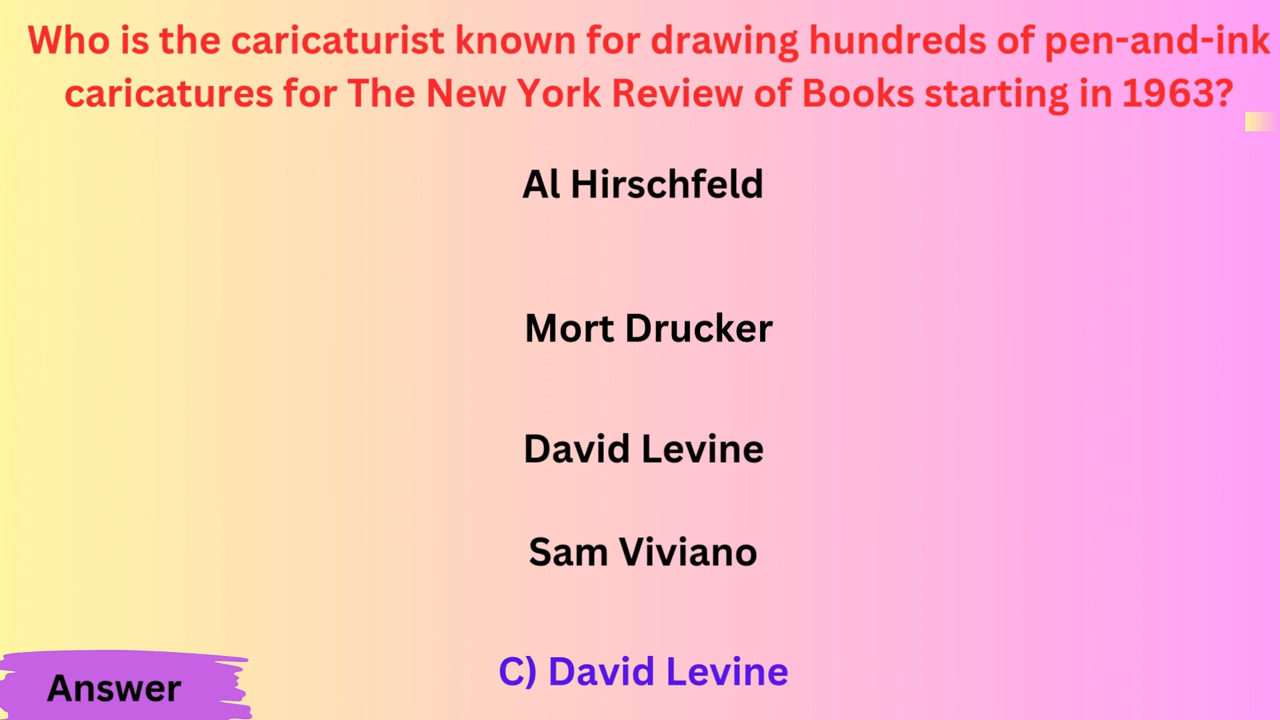 Who is the caricaturist known for drawing hundreds of pen-and-ink
caricatures for The New York Review of Books starting in 1963?
Al Hirschfeld
Mort Drucker
David Levine
Sam Viviano
C) David Levine
Answer